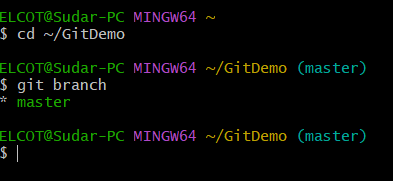 ELCOT@Sudar-PC MINGW64 ~
$ cd ~/GitDemo
ELCOT@Sudar-PC MINGW64 ~/GitDemo (master)
$ git branch
* master
ELCOT@Sudar-PC MINGW64 ~/GitDemo (master)
$